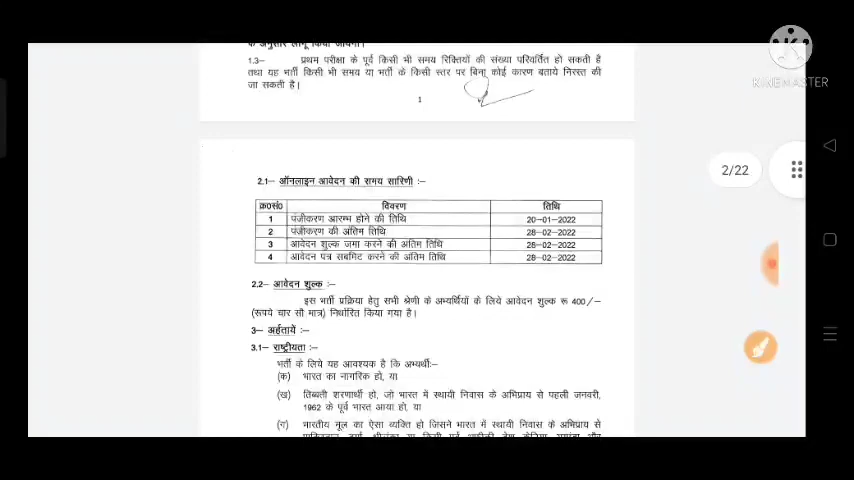 के अनुसार लागू किया जायेगा।
1.3– प्रथम परीक्षा के पूर्व किसी भी समय रिक्तियों की संख्या परिवर्तित हो सकती है
तथा यह भर्ती किसी भी समय या भर्ती के किसी स्तर पर बिना कोई कारण बताये निरस्त की
जा सकती है।
1
KINEMASTER
2/22
2.1– ऑनलाइन आवेदन की समय सारिणी :–
क्र0सं0 विवरण तिथि
1 पंजीकरण आरम्भ होने की तिथि 20–01–2022
2 पंजीकरण की अंतिम तिथि 28–02–2022
3 आवेदन शुल्क जमा करने की अंतिम तिथि 28–02–2022
4 आवेदन पत्र सबमिट करने की अंतिम तिथि 28–02–2022
2.2– आवेदन शुल्क :–
इस भर्ती प्रक्रिया हेतु सभी श्रेणी के अभ्यर्थियों के लिये आवेदन शुल्क रू 400/–
(रूपये चार सौ मात्र) निर्धारित किया गया है।
3– अर्हतायें :–
3.1– राष्ट्रीयता :–
भर्ती के लिये यह आवश्यक है कि अभ्यर्थी:–
(क) भारत का नागरिक हो, या
(ख) तिब्बती शरणार्थी हो, जो भारत में स्थायी निवास के अभिप्राय से पहली जनवरी,
1962 के पूर्व भारत आया हो, या
(ग) भारतीय मूल का ऐसा व्यक्ति हो जिसने भारत में स्थायी निवास के अभिप्राय से